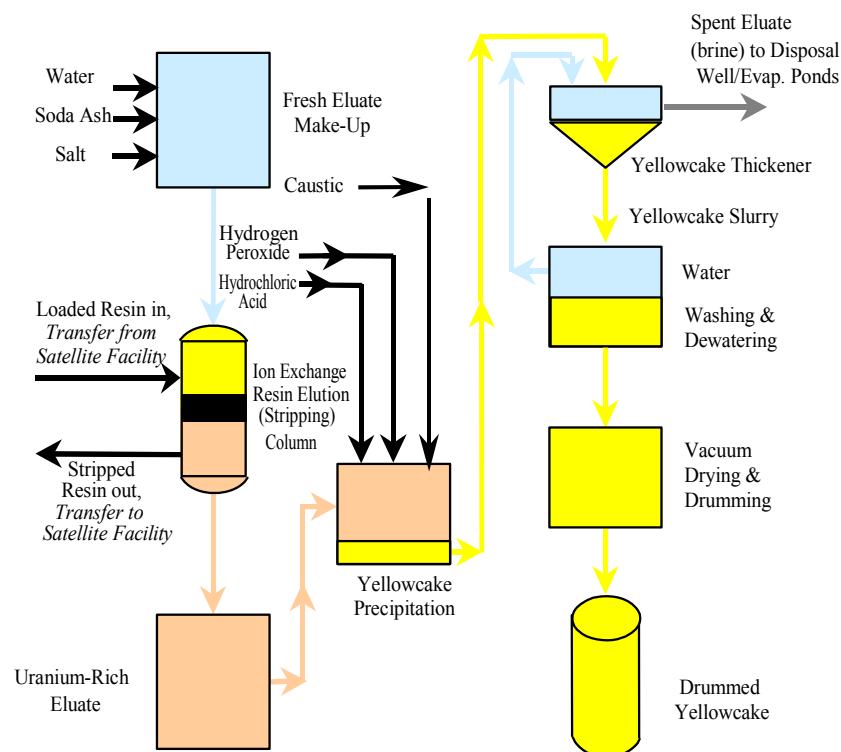 Water
Soda Ash
Salt
Fresh Eluate
Make-Up
Caustic
Hydrogen
Peroxide
Hydrochloric
Acid
Loaded Resin in,
Transfer from
Satellite Facility
Ion Exchange
Resin Elution
(Stripping)
Column
Stripped
Resin out,
Transfer to
Satellite Facility
Uranium-Rich
Eluate
Yellowcake
Precipitation
Spent Eluate
(brine) to Disposal
Well/Evap. Ponds
Yellowcake Thickener
Yellowcake Slurry
Water
Washing &
Dewatering
Vacuum
Drying &
Drumming
Drummed
Yellowcake